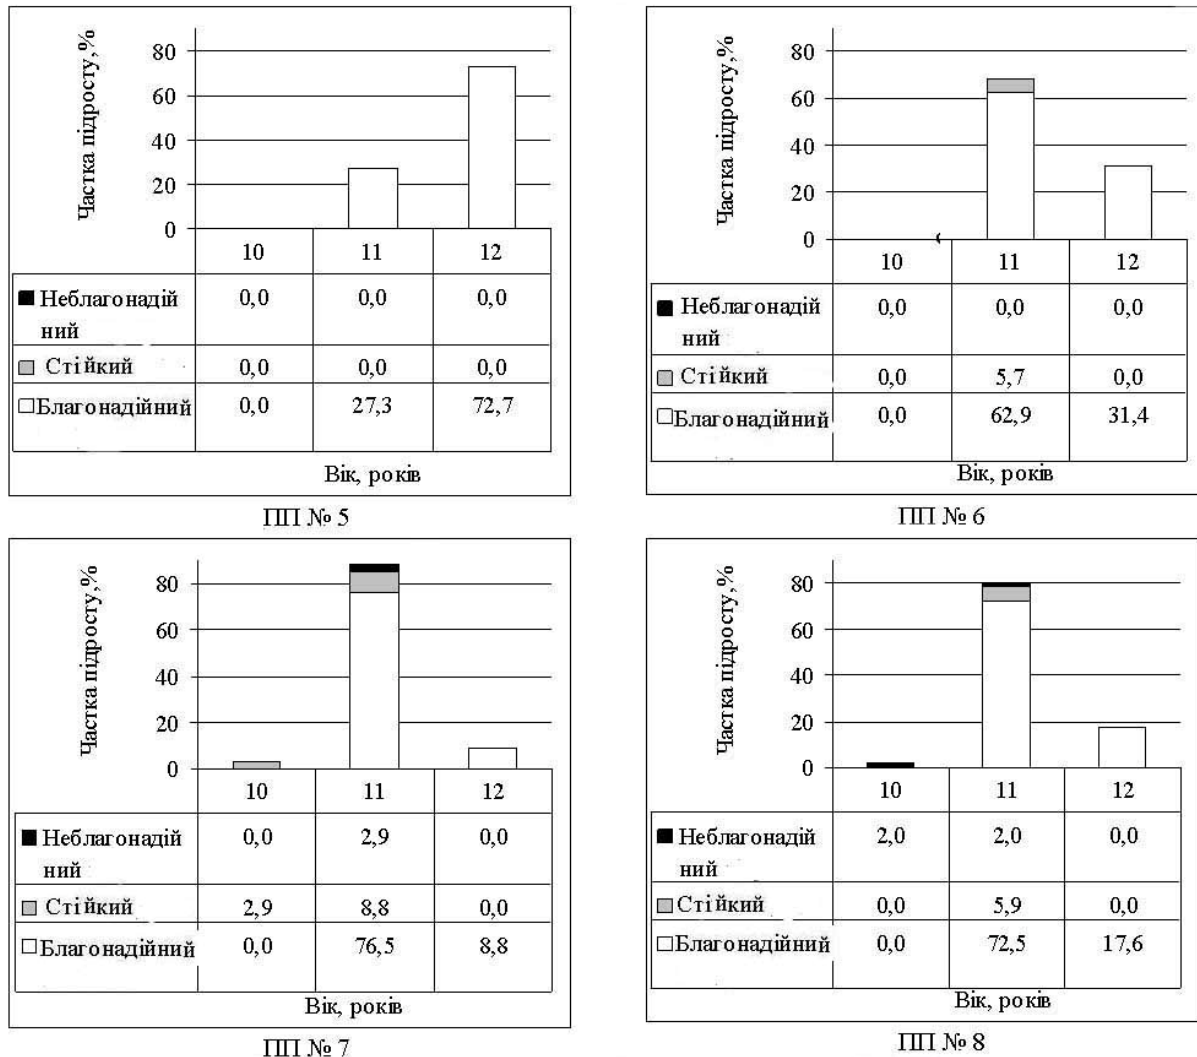 Частка підросту,%
80
60
40
20
0
10 11 12
Неблагонадій 0,0 0,0 0,0
ний
Стійкий 0,0 0,0 0,0
Благонадійний 0,0 27,3 72,7
Вік, років
ПП № 5
Частка підросту,%
80
60
40
20
0
10 11 12
Неблагонадій 0,0 0,0 0,0
ний
Стійкий 0,0 5,7 0,0
Благонадійний 0,0 62,9 31,4
Вік, років
ПП № 6
Частка підросту,%
80
60
40
20
0
10 11 12
Неблагонадій 0,0 2,9 0,0
ний
Стійкий 2,9 8,8 0,0
Благонадійний 0,0 76,5 8,8
Вік, років
ПП № 7
Частка підросту,%
80
60
40
20
0
10 11 12
Неблагонадій 2,0 2,0 0,0
ний
Стійкий 0,0 5,9 0,0
Благонадійний 0,0 72,5 17,6
Вік, років
ПП № 8